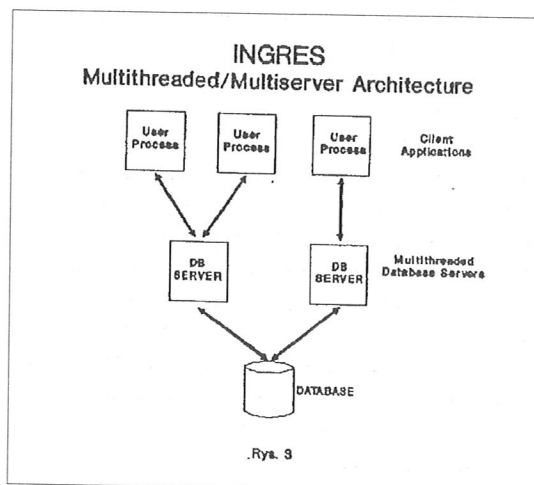 INGRES
Multithreaded/Multiserver Architecture
User
Process
User
Process
User
Process
Client
Applications
DB
SERVER
DB
SERVER
Multithreaded
Database Servers
DATABASE
.Rys. 3